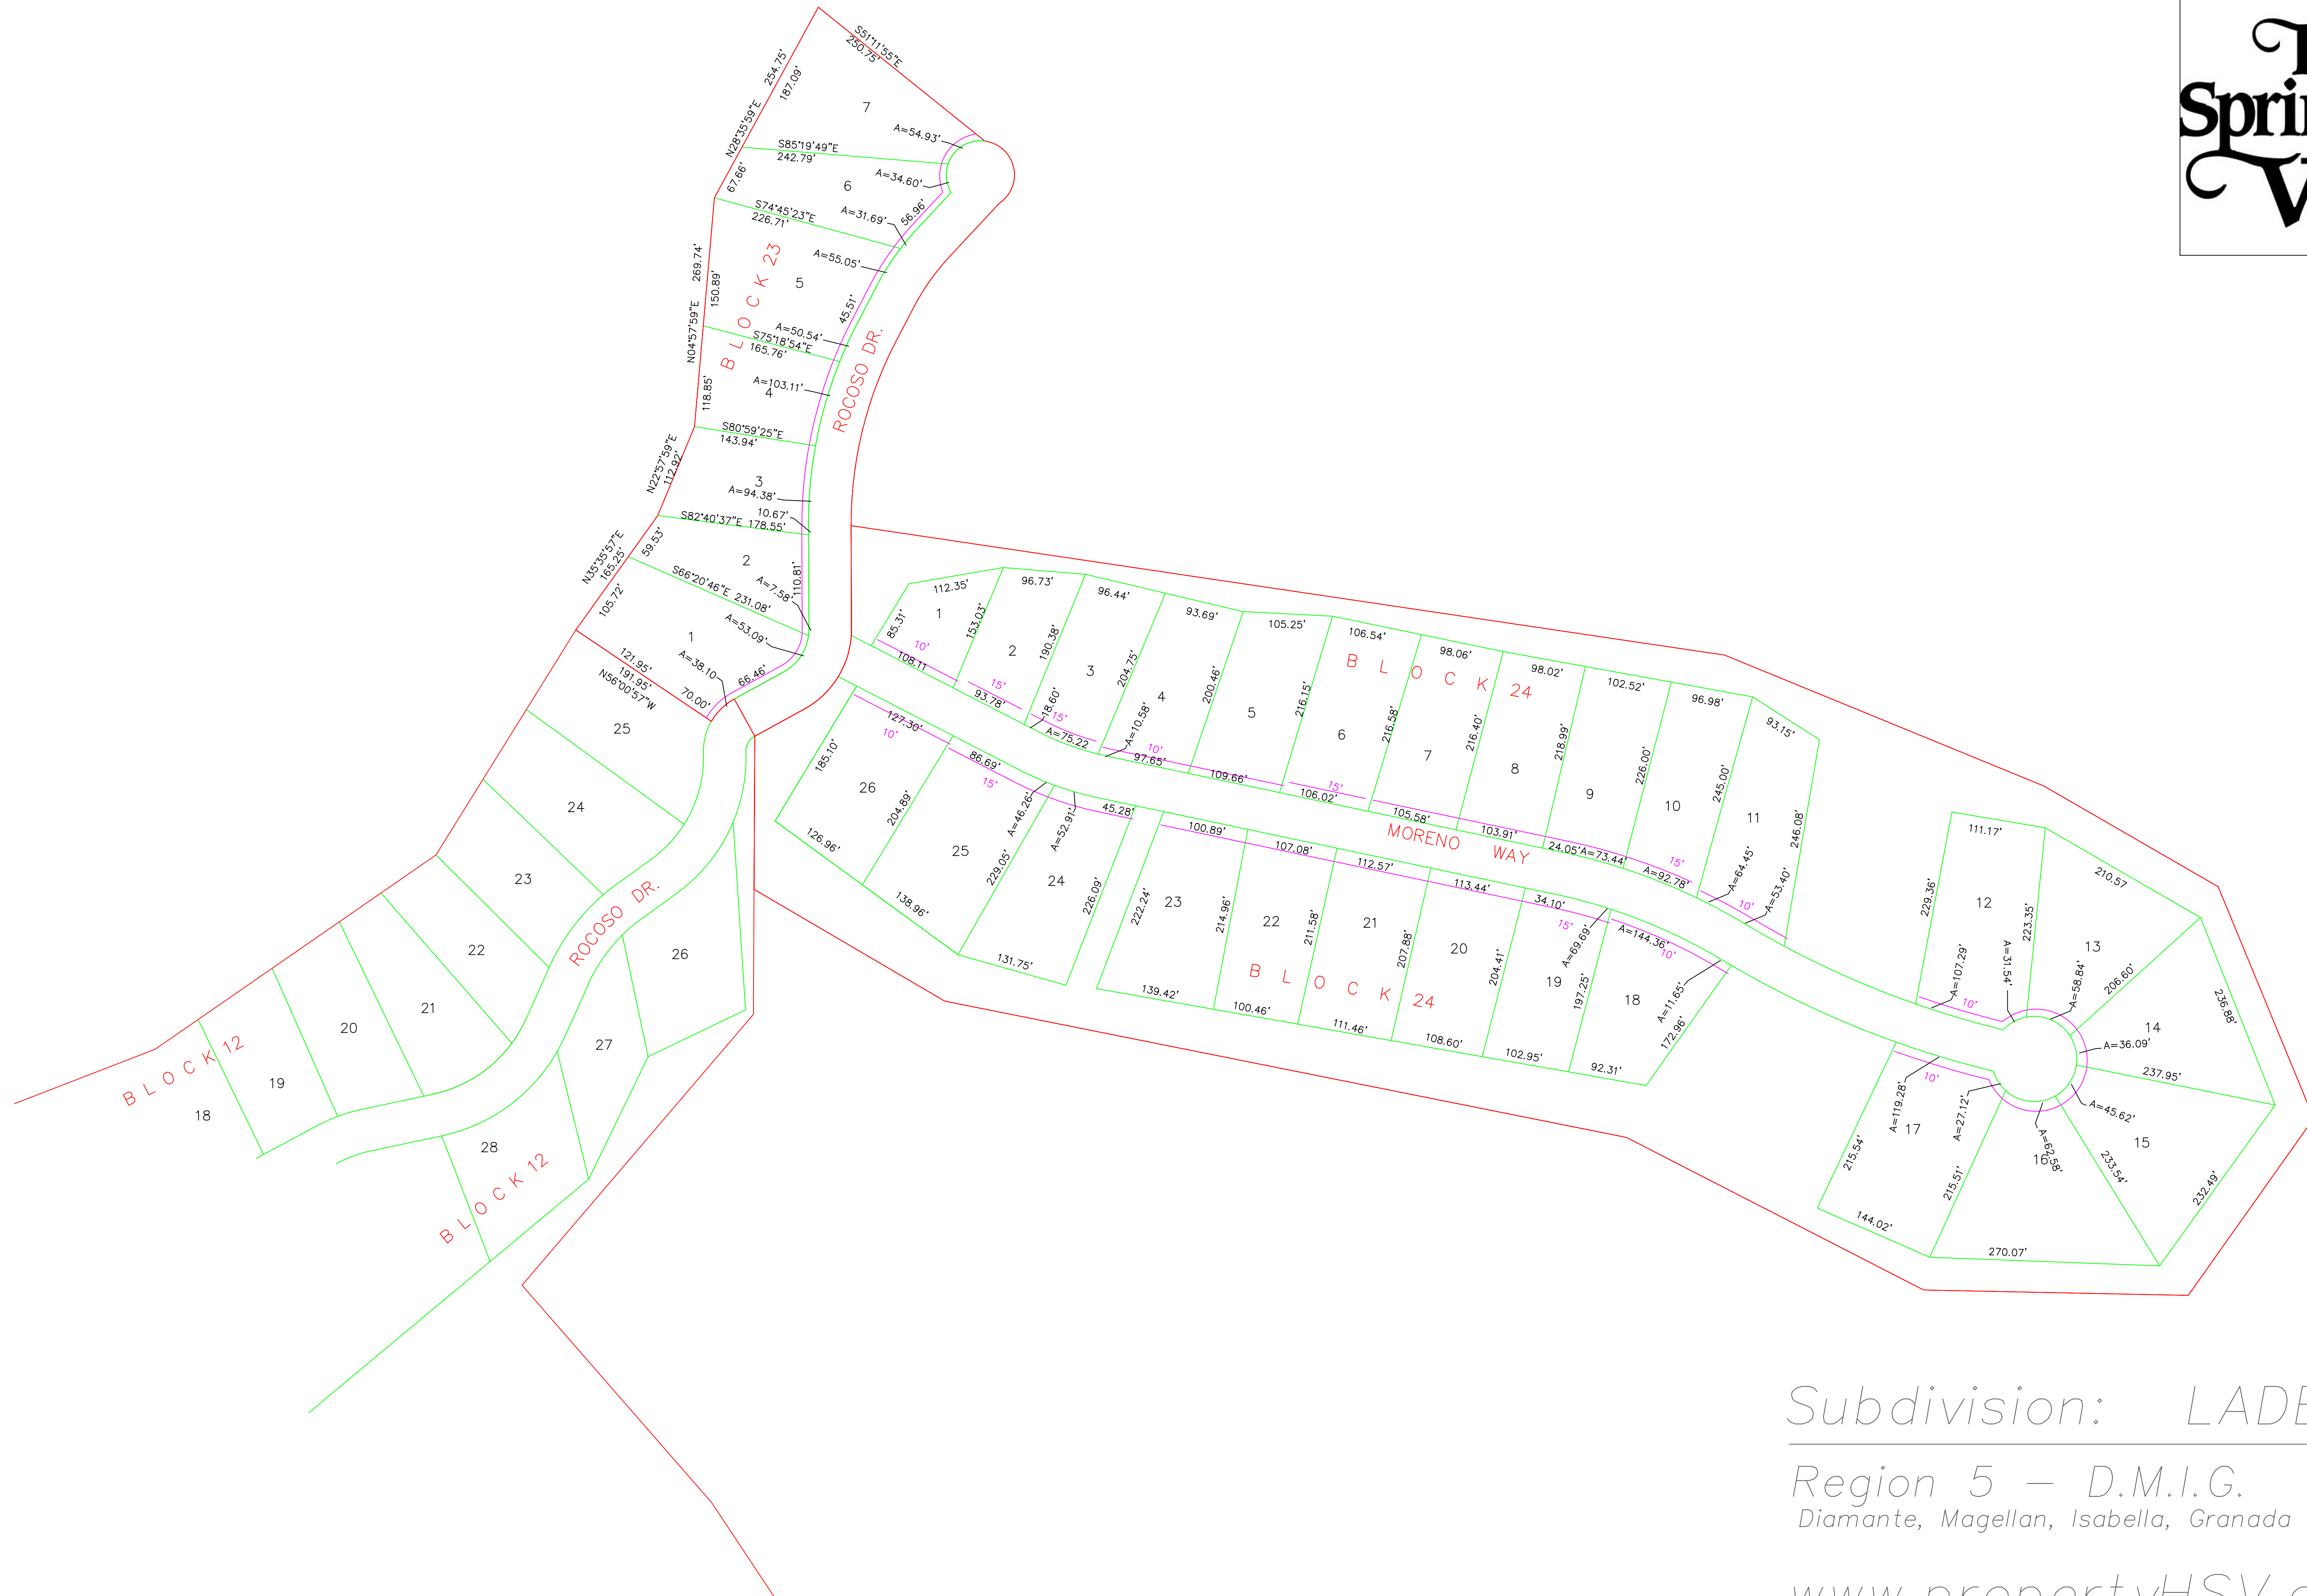 S51°11'55"E
250.75'
254.75'
N28°35'59"E
187.09'
7
A=54.93'
S85°19'49"E
242.79'
A=34.60'
67.66'
6
56.96'
S74°45'23"E
226.71'
A=31.69'
269.74'
N04°57'59"E
150.89'
BLOCK 23
5
A=55.05'
45.51'
A=50.54'
S75°18'54"E
165.76'
ROCOSO DR.
118.85'
A=103.11'
4
S80°59'25"E
143.94'
N22°57'59"E
112.92'
3
A=94.38'
10.67'
S82°40'37"E 178.55'
N35°35'57"E
165.25'
59.53'
2
110.81'
A=7.58'
S66°20'46"E 231.08'
105.72'
1
A=53.09'
A=38.10
66.46'
121.95'
191.95'
N56°00'57"W
70.00'
25
24
23
22
21
20
19
18
BLOCK 12
ROCOSO DR.
26
27
28
BLOCK 12
112.35'
96.73'
96.44'
93.69'
105.25'
106.54'
98.06'
98.02'
102.52'
96.98'
93.15'
85.31'
1
153.03'
2
190.38'
3
204.75'
4
200.46'
5
216.15'
6
216.58'
7
216.40'
8
218.99'
9
226.00'
10
245.00'
11
246.08'
BLOCK 24
10'
108.11
15'
93.78'
18.60'
15'
A=75.22
A=10.58'
10'
97.65'
109.66'
15'
106.02'
105.58'
103.91'
24.05'
A=73.44'
15'
A=92.78'
A=64.45'
10'
A=53.40'
MORENO WAY
127.30'
10'
86.69'
15'
A=46.26'
A=52.91'
45.28'
100.89'
107.08'
112.57'
113.44'
34.10'
15'
A=69.69'
A=144.36'
10'
A=11.65'
185.10'
26
204.89'
25
229.05'
24
226.09'
222.24'
23
214.96'
22
211.58'
21
207.88'
20
204.41'
19
197.25'
18
172.96'
BLOCK 24
126.96'
138.96'
131.75'
139.42'
100.46'
111.46'
108.60'
102.95'
92.31'
111.17'
210.57
229.36'
12
223.35'
13
206.60'
236.88'
A=107.29'
10'
A=31.54'
A=58.84'
14
A=36.09'
237.95'
A=45.62'
15
232.49'
233.54'
A=62.58'
16
270.07'
A=27.12'
215.51'
A=119.28'
10'
17
215.54'
144.02'
Subdivision:
Region 5 – D.M.I.G.
Diamante, Magellan, Isabella, Granada